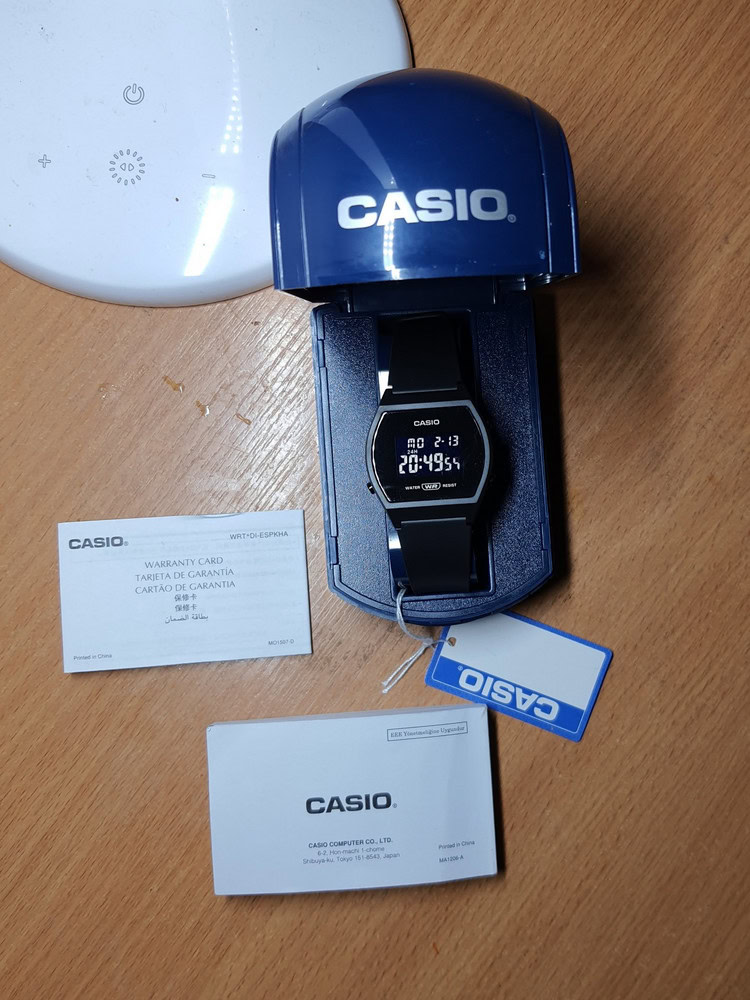 CASIO®
CASIO
MO 2-13
24H
20:49 54
WATER WR RESIST
CASIO®
WRT*DI-ESPKHA
WARRANTY CARD
TARJETA DE GARANTÍA
CARTÃO DE GARANTIA
保修卡
保修卡
بطاقة الضمان
Printed in China
MO1507-D
CASIO®
EEE Yönetmeliğine Uygundur
CASIO®
CASIO COMPUTER CO., LTD.
6-2, Hon-machi 1-chome
Shibuya-ku, Tokyo 151-8543, Japan
Printed in China